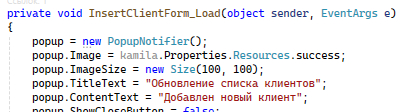 private void InsertClientForm_Load(object sender, EventArgs e)
{
popup = new PopupNotifier();
popup.Image = kamila.Properties.Resources.success;
popup.ImageSize = new Size(100, 100);
popup.TitleText = "Обновление списка клиентов";
popup.ContentText = "Добавлен новый клиент";
popup.ShowCloseButton = false;